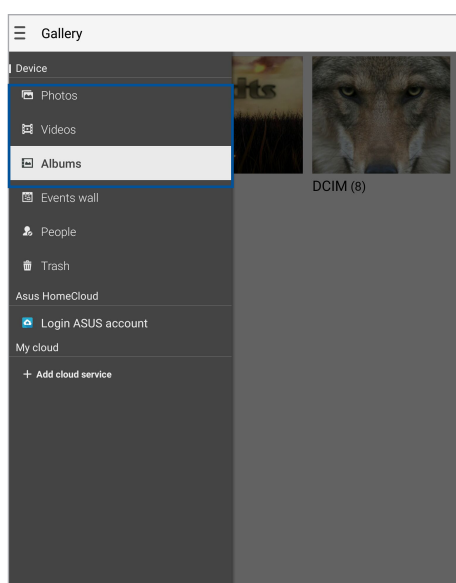 Gallery
Device
Photos
Videos
Albums
Events wall
People
Trash
Asus HomeCloud
Login ASUS account
My cloud
+ Add cloud service
DCIM (8)